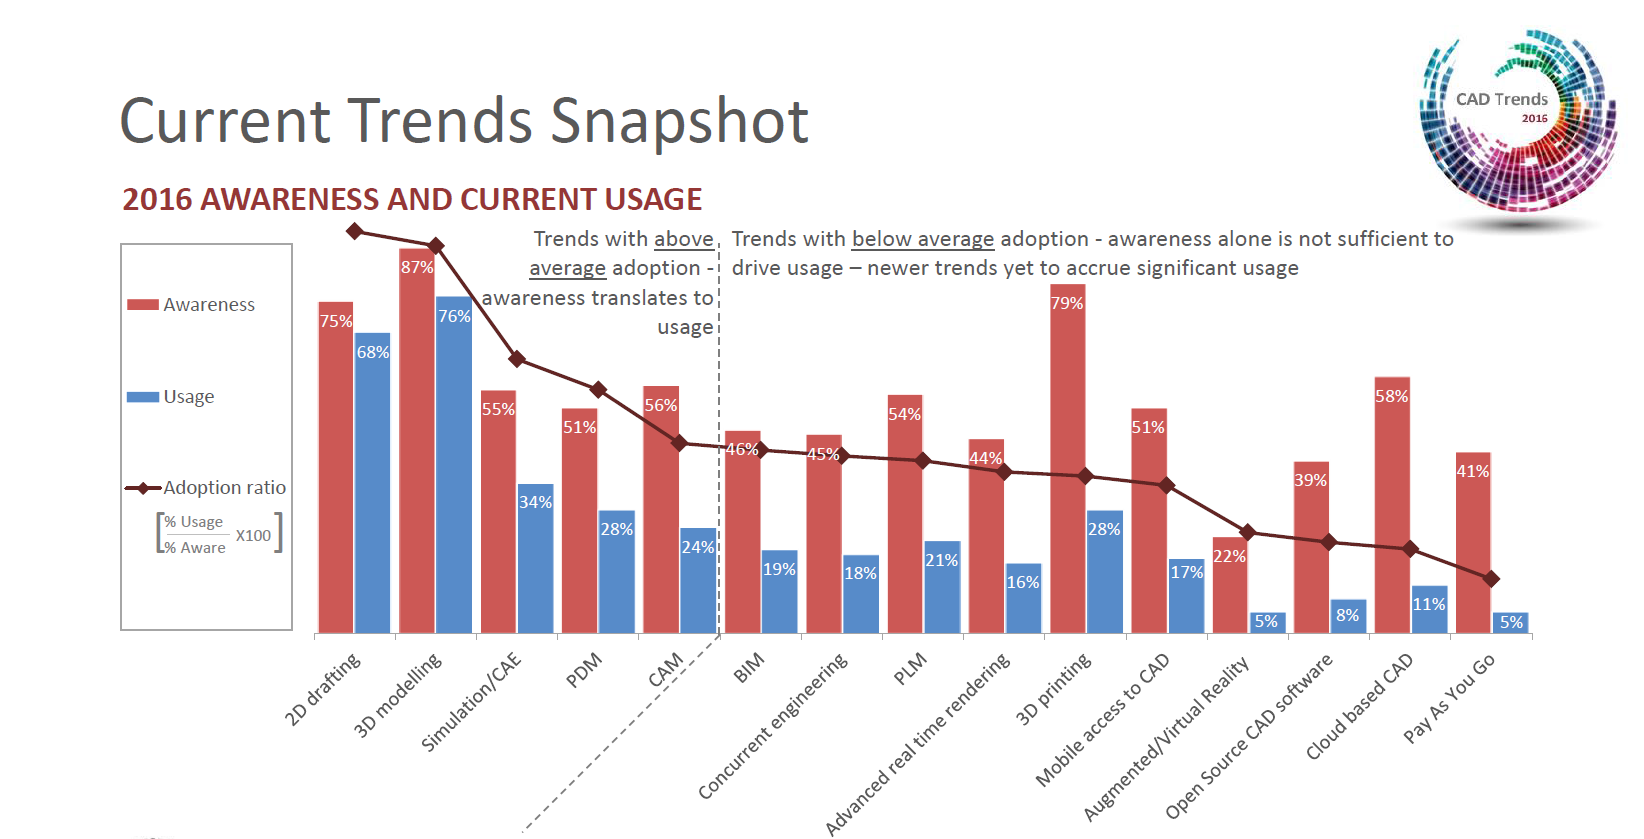 Current Trends Snapshot
CAD Trends
2016
2016 AWARENESS AND CURRENT USAGE
Trends with above
average adoption -
awareness translates to
usage
Trends with below average adoption - awareness alone is not sufficient to
drive usage – newer trends yet to accrue significant usage
Awareness
Usage
Adoption ratio
% Usage
% Aware
X100
75%
68%
87%
76%
55%
34%
51%
28%
56%
24%
46%
19%
45%
18%
54%
21%
44%
16%
79%
28%
51%
17%
22%
5%
39%
8%
58%
11%
41%
5%
2D drafting
3D modelling
Simulation/CAE
PDM
CAM
BIM
Concurrent engineering
PLM
Advanced real time rendering
3D printing
Mobile access to CAD
Augmented/Virtual Reality
Open Source CAD software
Cloud based CAD
Pay As You Go